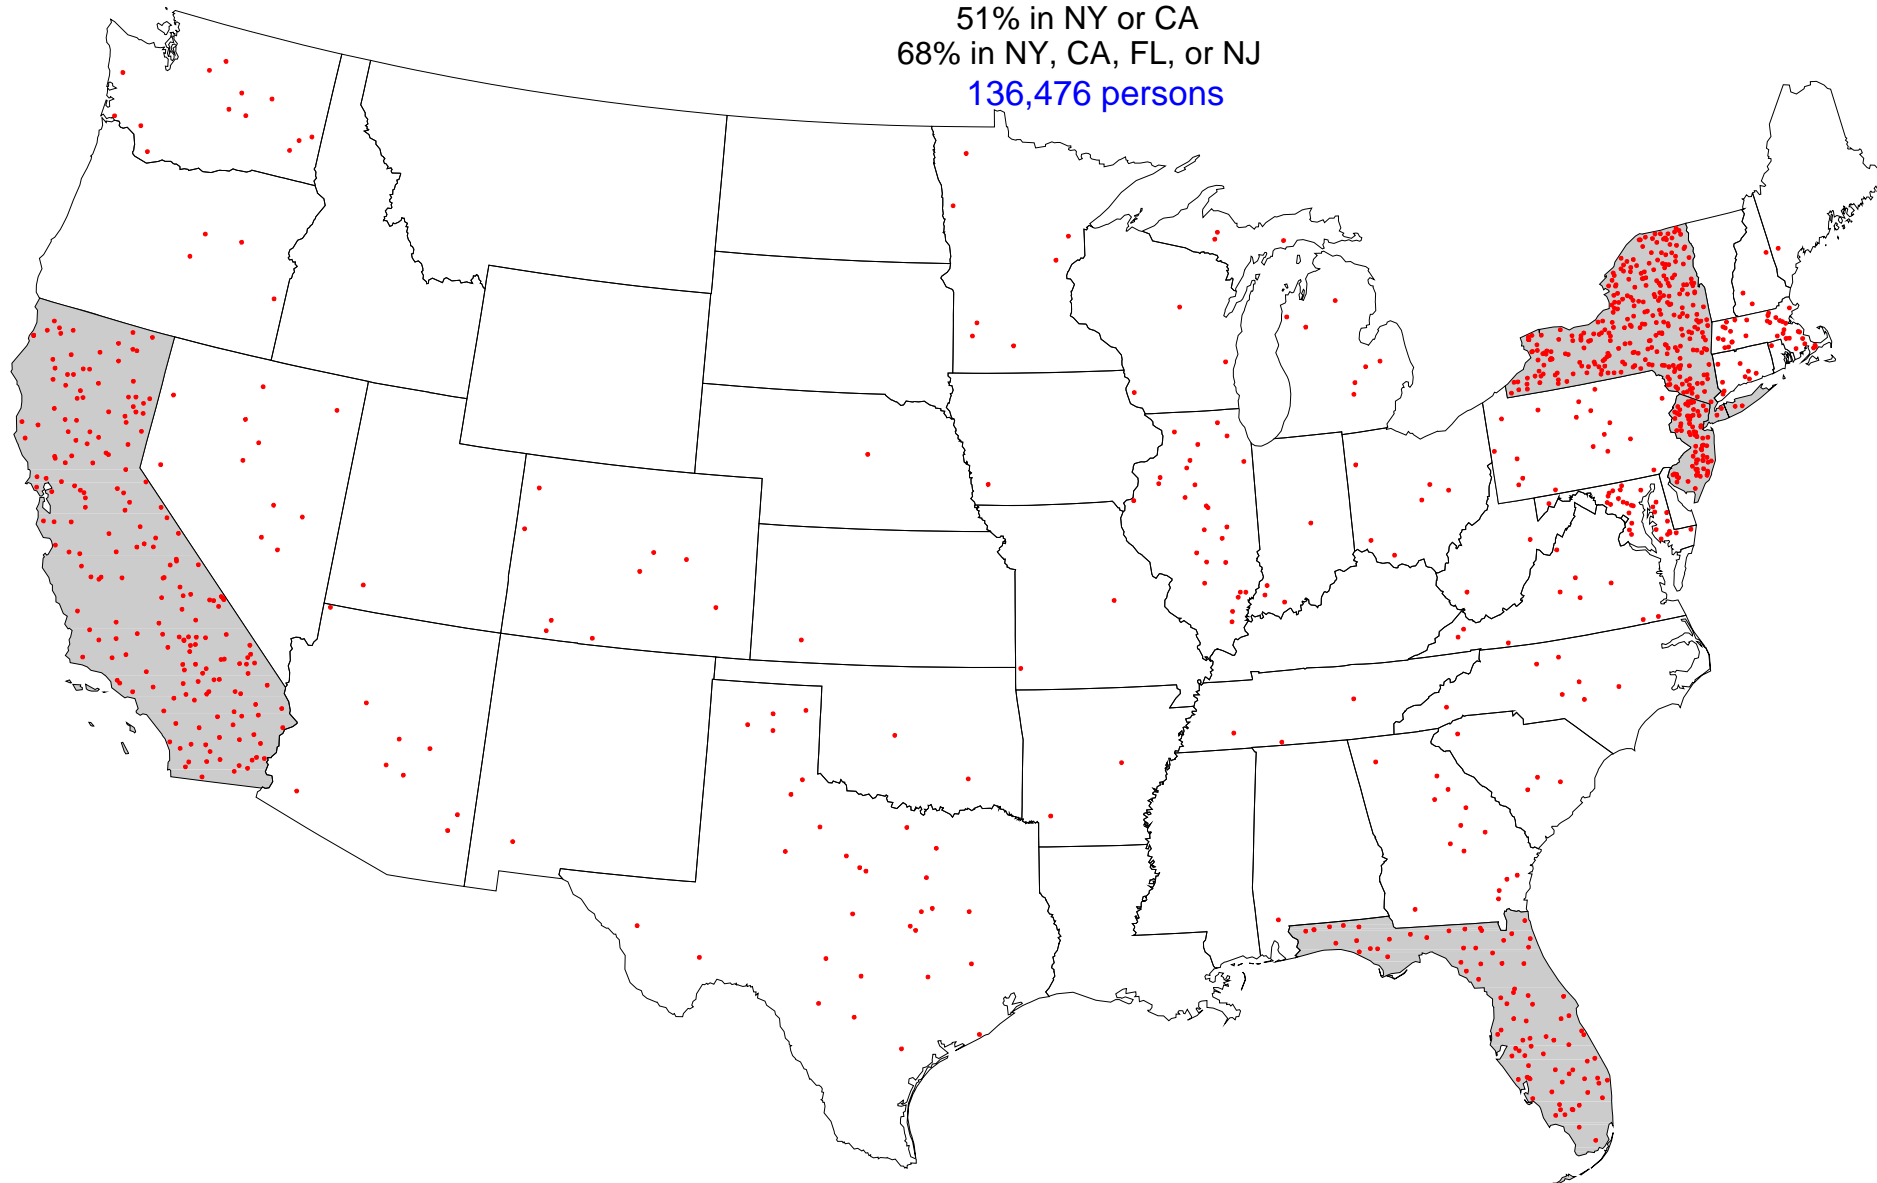 51% in NY or CA
68% in NY, CA, FL, or NJ
136,476 persons